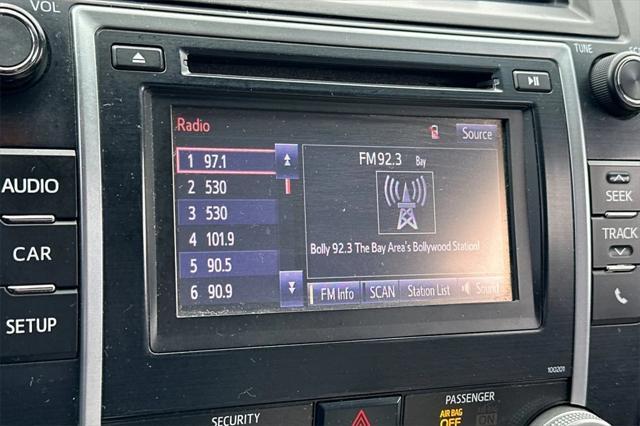 VOL
TUNE
Radio
Source
1 97.1
2 530
3 530
4 101.9
5 90.5
6 90.9
FM 92.3 Bay
Bolly 92.3 The Bay Area's Bollywood Station!
FM Info
SCAN
Station List
Sound
AUDIO
CAR
SETUP
SEEK
TRACK
100201
SECURITY
PASSENGER
AIR BAG
OFF